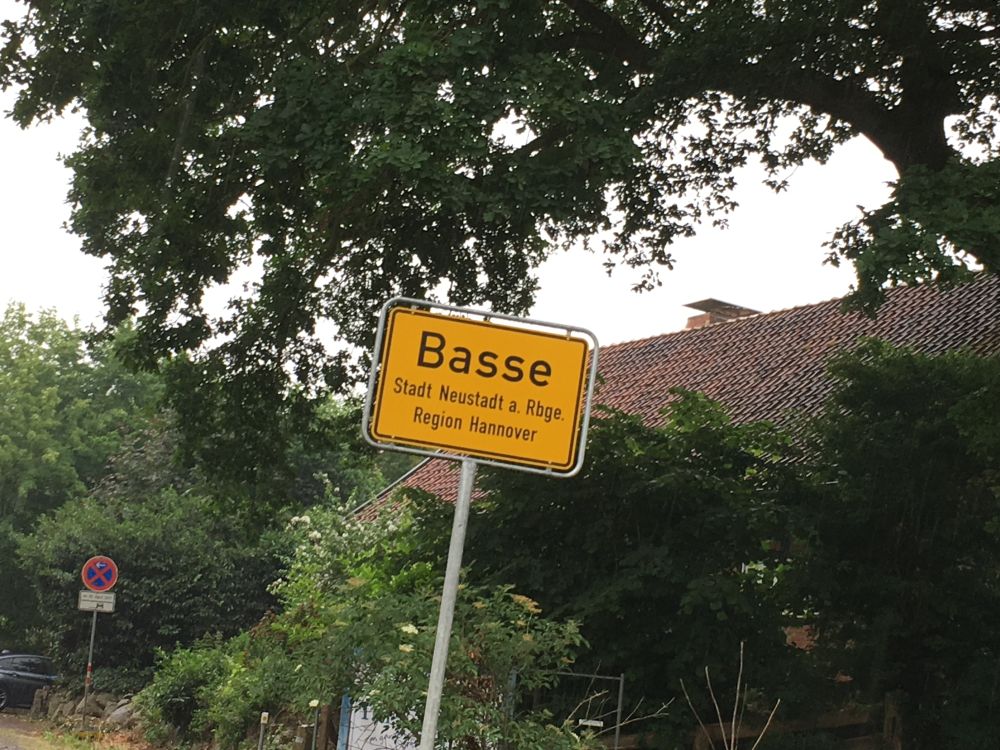 Basse
Stadt Neustadt a. Rbge.
Region Hannover